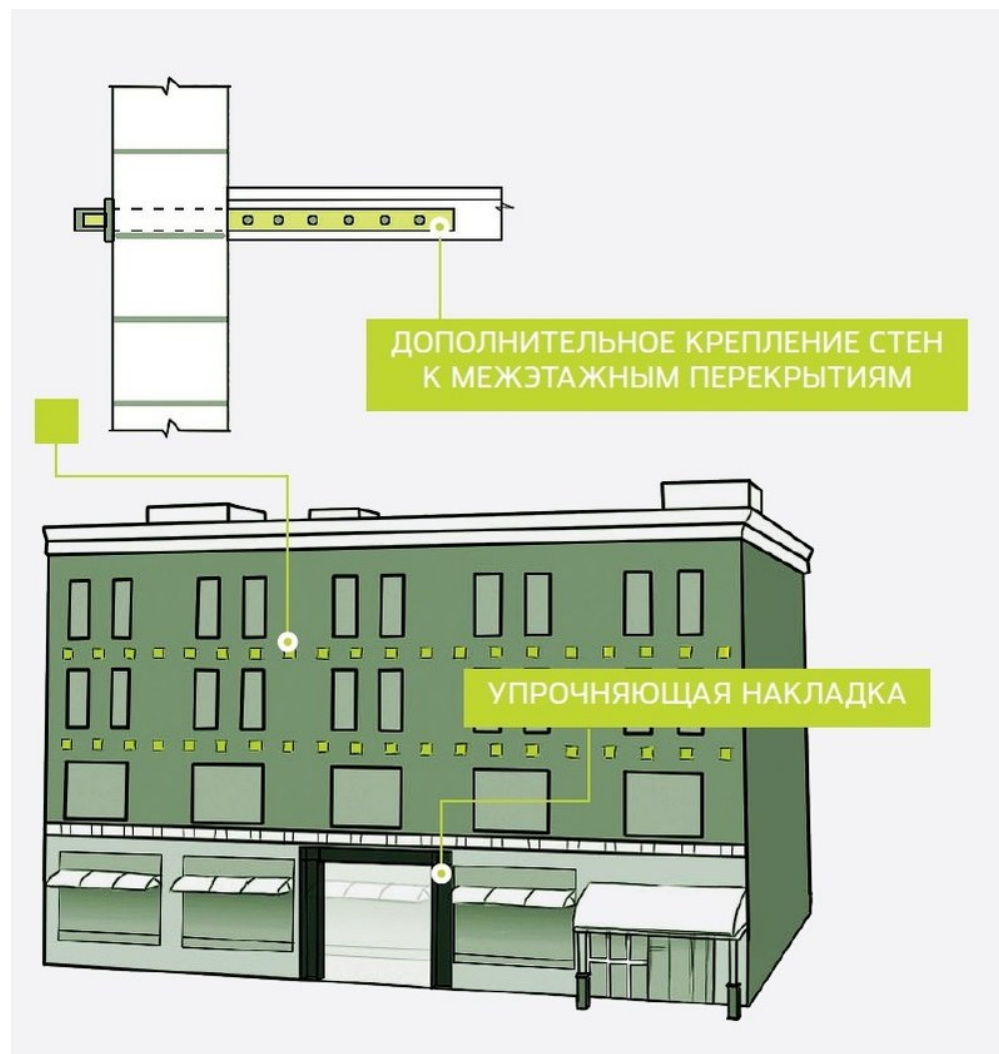 ДОПОЛНИТЕЛЬНОЕ КРЕПЛЕНИЕ СТЕН
К МЕЖЭТАЖНЫМ ПЕРЕКРЫТИЯМ
УПРОЧНЯЮЩАЯ НАКЛАДКА